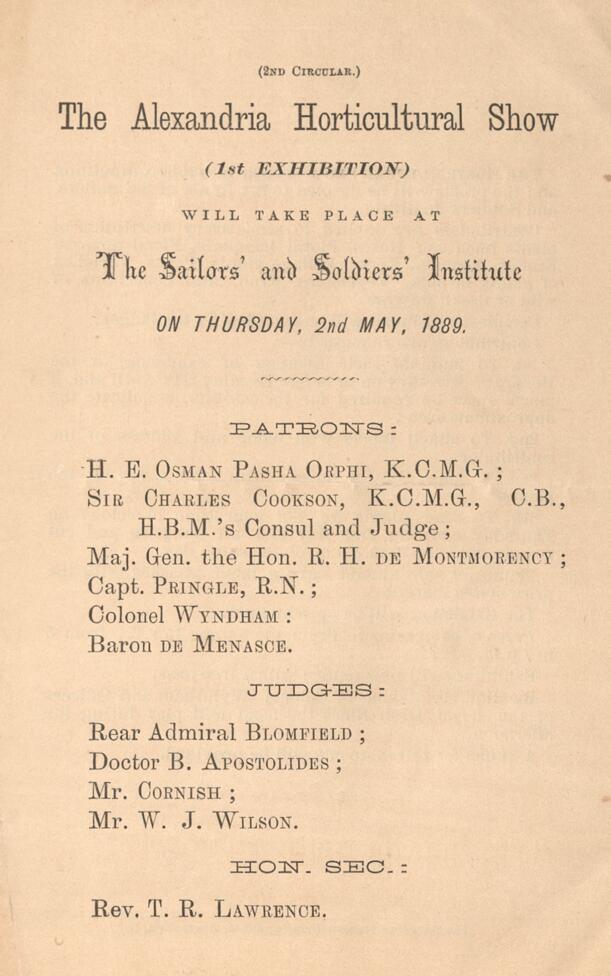 (2ND CIRCULAR.)
The Alexandria Horticultural Show
(1st EXHIBITION)
WILL TAKE PLACE AT
The Sailors' and Soldiers' Institute
ON THURSDAY, 2nd MAY, 1889.
PATRONS:
H. E. OSMAN PASHA ORPHI, K.C.M.G. ;
SIR CHARLES COOKSON, K.C.M.G., C.B.,
H.B.M.'s Consul and Judge ;
Maj. Gen. the Hon. R. H. DE MONTMORENCY ;
Capt. PRINGLE, R.N. ;
Colonel WYNDHAM :
Baron DE MENASCE.
JUDGES:
Rear Admiral BLOMFIELD ;
Doctor B. APOSTOLIDES ;
Mr. CORNISH ;
Mr. W. J. WILSON.
HON. SEC.:
Rev. T. R. LAWRENCE.